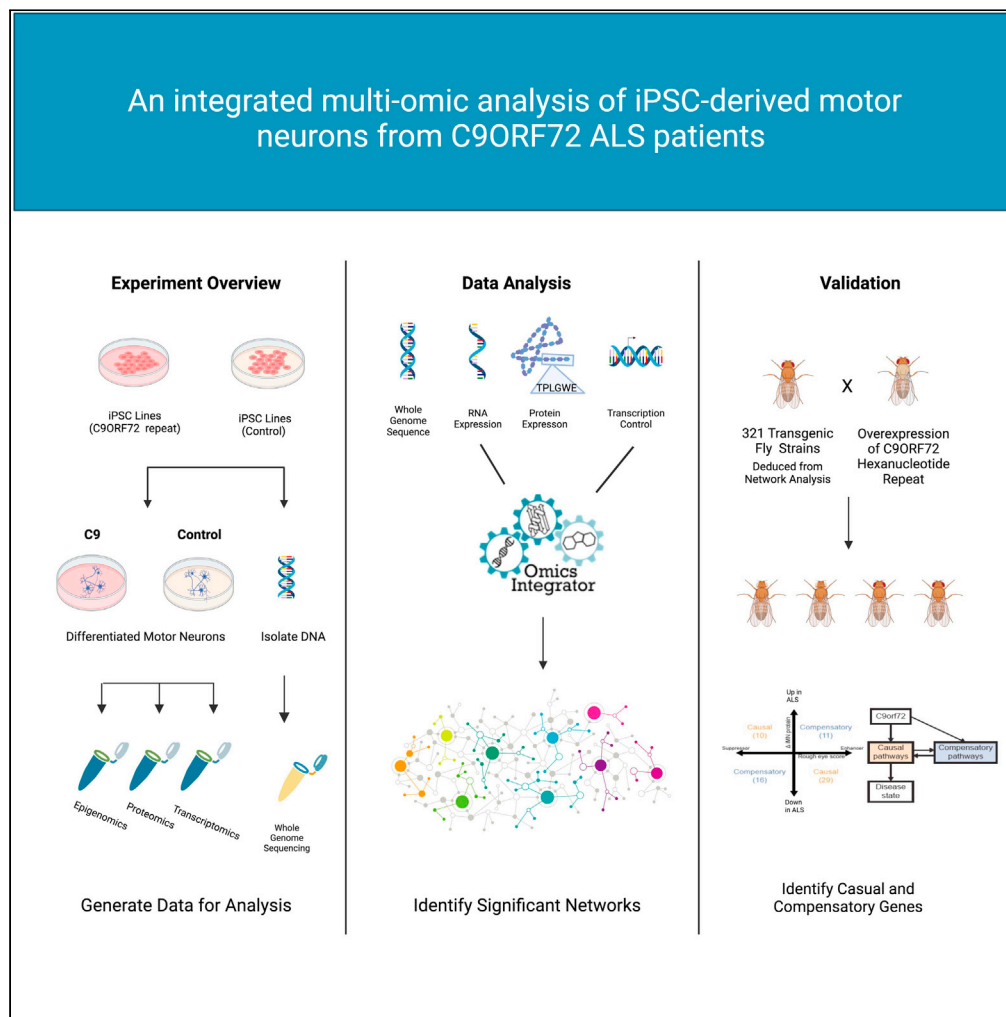 An integrated multi-omic analysis of iPSC-derived motor
neurons from C9ORF72 ALS patients
Experiment Overview
iPSC Lines
(C9ORF72 repeat)
iPSC Lines
(Control)
C9
Control
Differentiated Motor Neurons
Isolate DNA
Epigenomics
Proteomics
Transcriptomics
Whole
Genome
Sequencing
Generate Data for Analysis
Data Analysis
TPLGWE
Whole
Genome
Sequence
RNA
Expression
Protein
Expresson
Transcription
Control
Omics
Integrator
Identify Significant Networks
Validation
X
321 Transgenic
Fly Strains
Deduced from
Network Analysis
Overexpression
of C9ORF72
Hexanucleotide
Repeat
Up in
ALS
Δ iMN protein
Causal
(10)
Compensatory
(11)
Suppressor
Enhancer
Rough eye score
Compensatory
(16)
Causal
(29)
Down
in ALS
C9orf72
Causal
pathways
Compensatory
pathways
Disease
state
Identify Casual and
Compensatory Genes